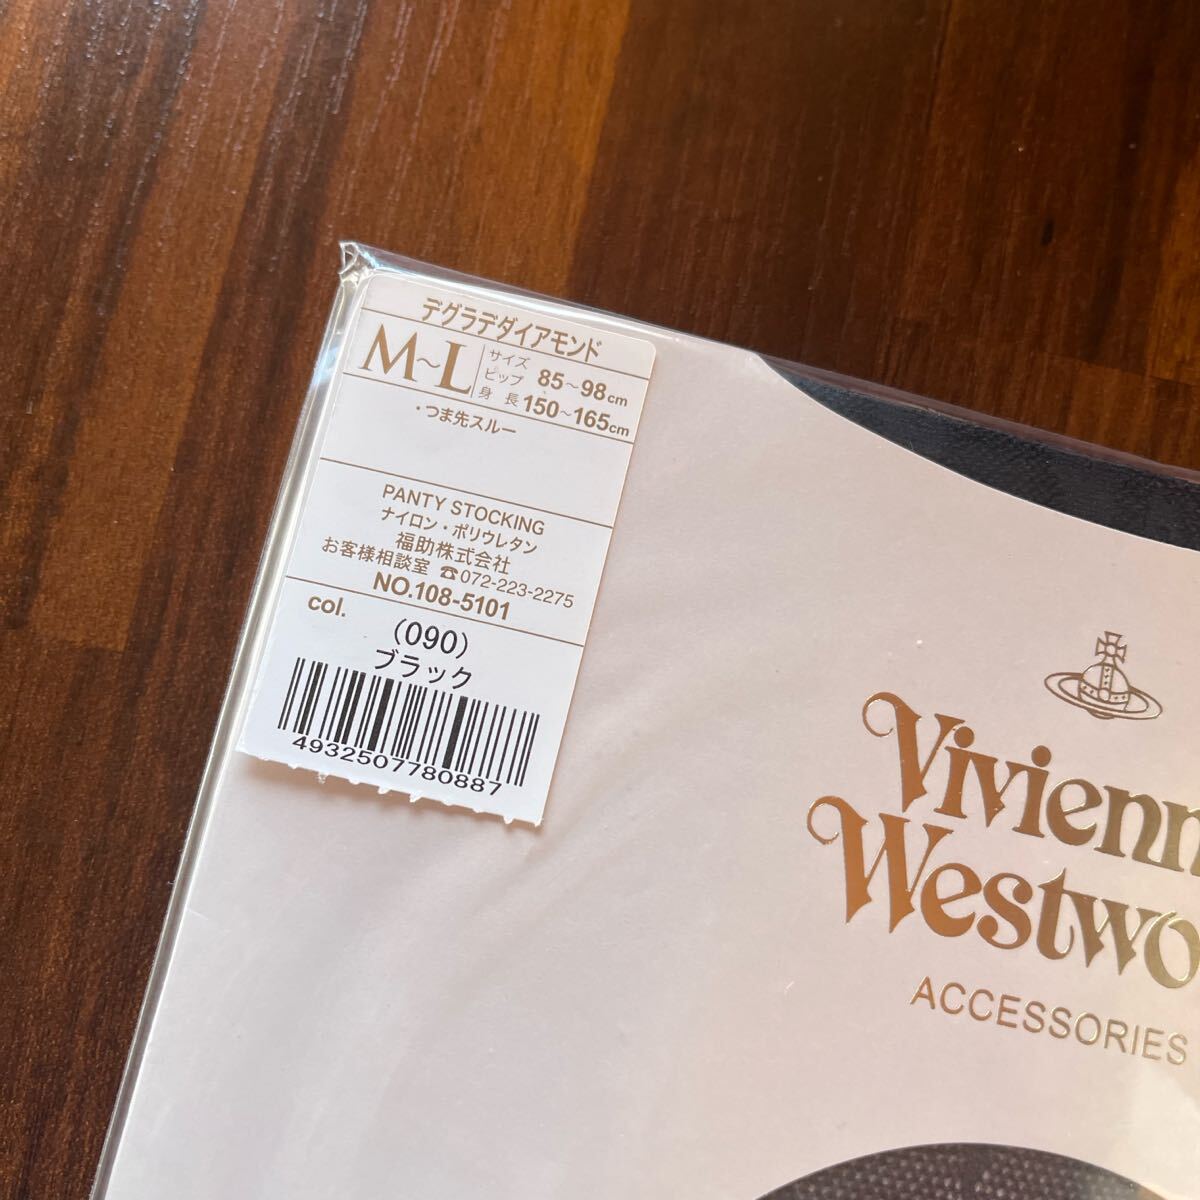 デグラデダイアモンド
M~L
サイズ
ヒップ 85~98cm
身長 150~165cm
・つま先スルー
PANTY STOCKING
ナイロン・ポリウレタン
福助株式会社
お客様相談室 ☎072-223-2275
NO.108-5101
col.
(090)
ブラック
4932507780887
Vivienn
Westwo
ACCESSORIES